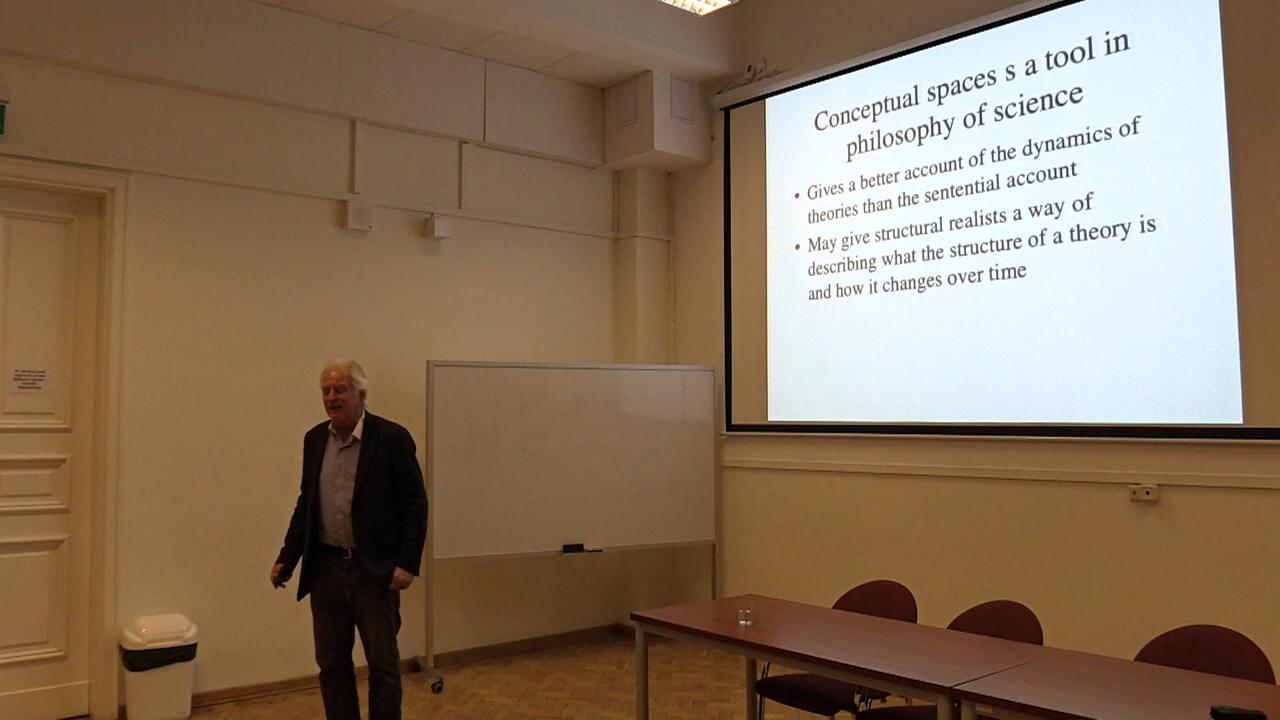 Conceptual spaces s a tool in
philosophy of science
• Gives a better account of the dynamics of
theories than the sentential account
• May give structural realists a way of
describing what the structure of a theory is
and how it changes over time